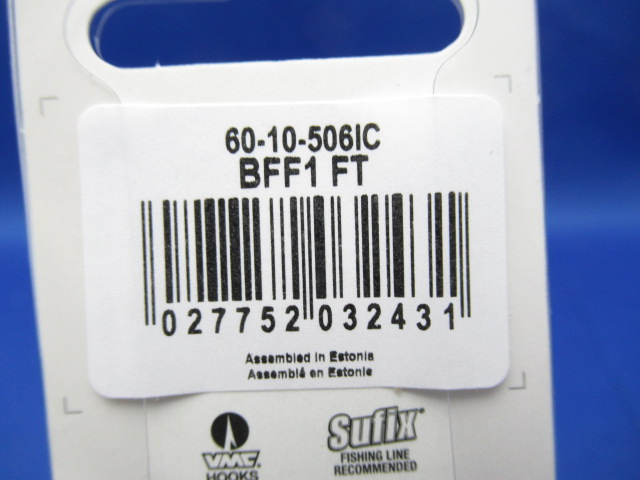 60-10-506IC
BFF1 FT
027752 032431
Assembled in Estonia
Assemblé en Estonie
VMC.
HOOKS
Sufix
FISHING LINE
RECOMMENDED